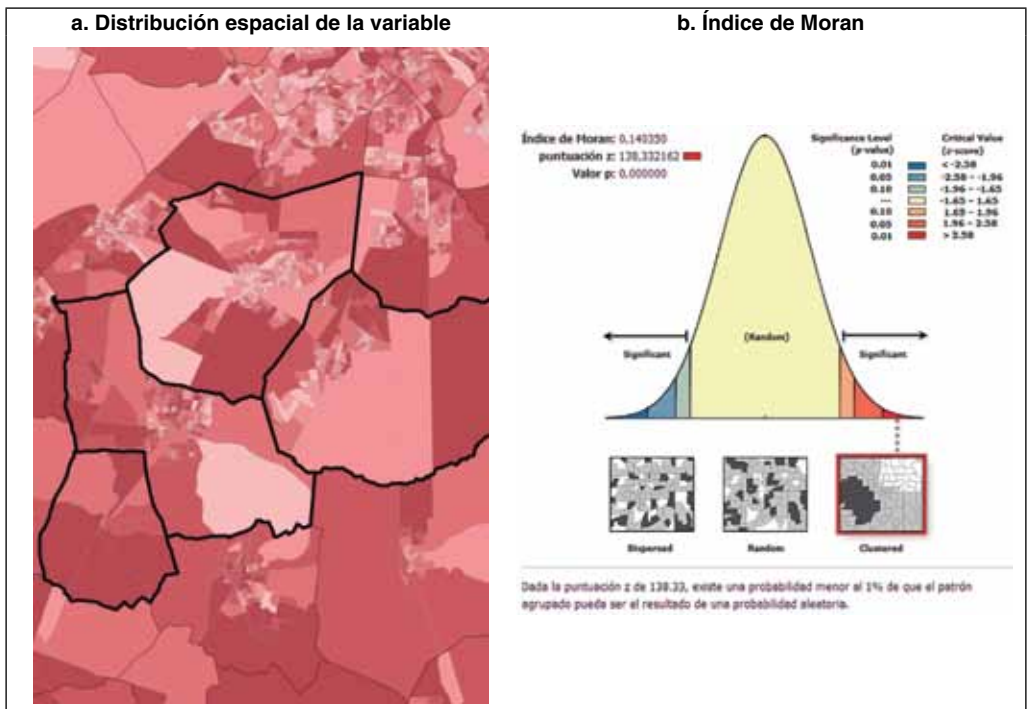 a. Distribución espacial de la variable
b. Índice de Moran
Índice de Moran: 0.140350
puntuación z: 138.332162
Valor p: 0.000000
Significance Level
(p-value)
Critical Value
(z-score)
0.01 < -2.58
0.05 -2.58 - -1.96
0.10 -1.96 - -1.65
--- -1.65 - 1.65
0.10 1.65 - 1.96
0.05 1.96 - 2.58
0.01 > 2.58
(Random)
Significant
Significant
Dispersed
Random
Clustered
Dada la puntuación z de 138.33, existe una probabilidad menor al 1% de que el patrón
agrupado pueda ser el resultado de una probabilidad aleatoria.